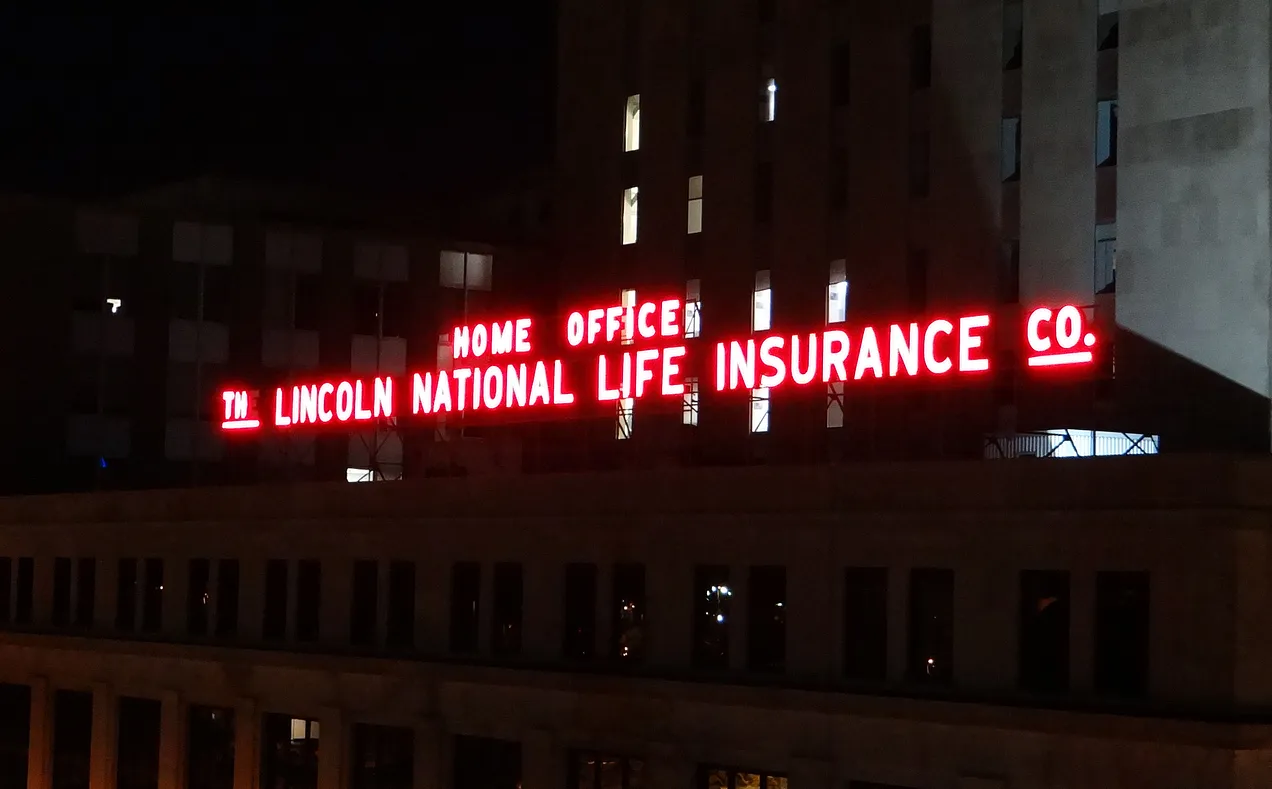 HOME OFFICE
THE LINCOLN NATIONAL LIFE INSURANCE CO.